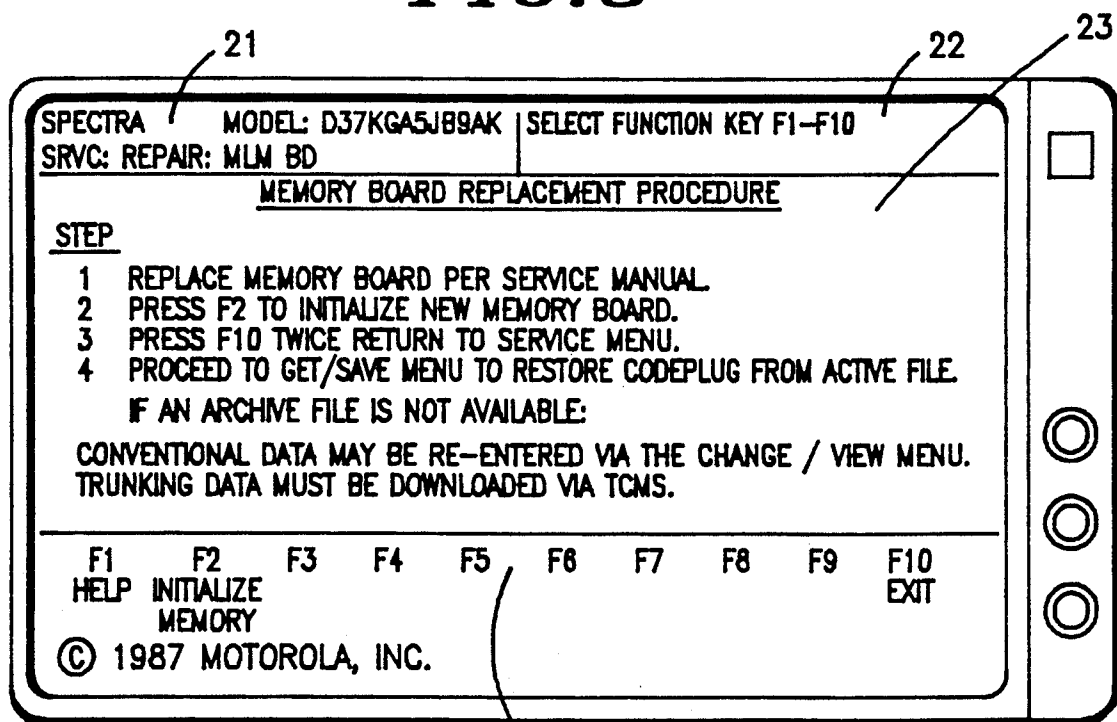 21
22
23
SPECTRA MODEL: D37KGA5JB9AK SELECT FUNCTION KEY F1-F10
SRVC: REPAIR: MLM BD
MEMORY BOARD REPLACEMENT PROCEDURE
STEP
1 REPLACE MEMORY BOARD PER SERVICE MANUAL.
2 PRESS F2 TO INITIALIZE NEW MEMORY BOARD.
3 PRESS F10 TWICE RETURN TO SERVICE MENU.
4 PROCEED TO GET/SAVE MENU TO RESTORE CODEPLUG FROM ACTIVE FILE.
IF AN ARCHIVE FILE IS NOT AVAILABLE:
CONVENTIONAL DATA MAY BE RE-ENTERED VIA THE CHANGE / VIEW MENU.
TRUNKING DATA MUST BE DOWNLOADED VIA TCMS.
F1 F2 F3 F4 F5 F6 F7 F8 F9 F10
HELP INITIALIZE EXIT
MEMORY
© 1987 MOTOROLA, INC.